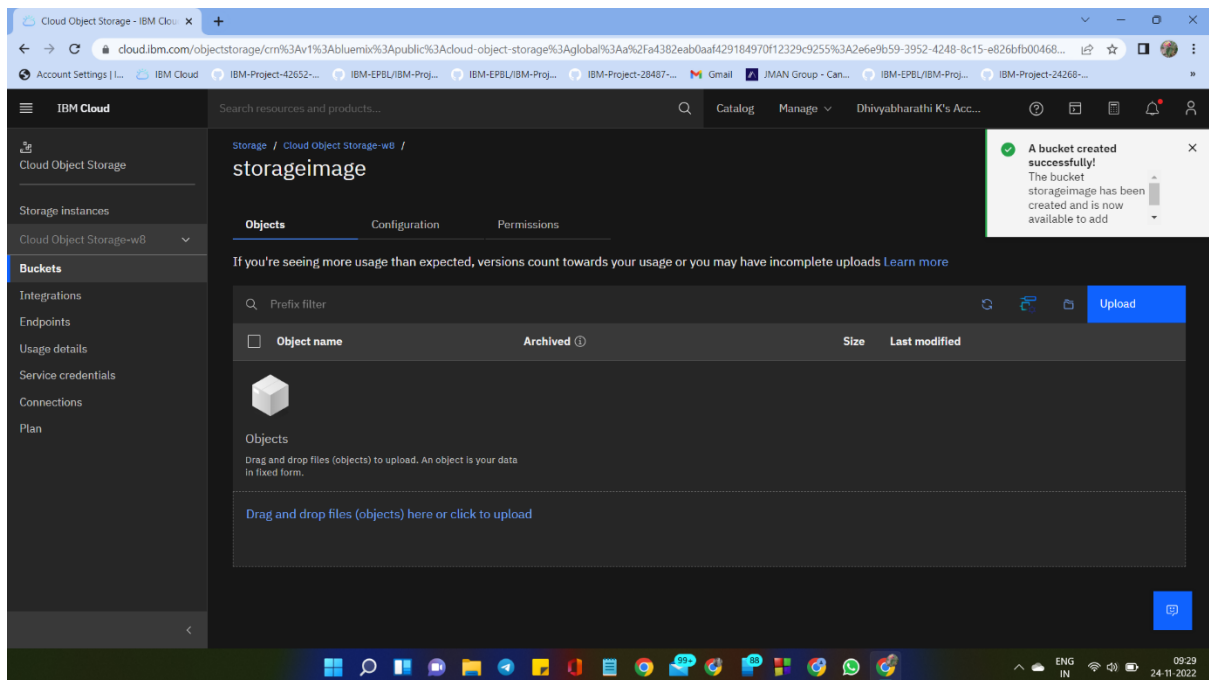 Cloud Object Storage - IBM Clou
cloud.ibm.com/objectstorage/crn%3Av1%3Abluemix%3Apublic%3Acloud-object-storage%3Aglobal%3Aa%2Fa4382eab0aaf429184970f12329c9255%3A2e6e9b59-3952-4248-8c15-e826bfb00468...
Account Settings | I... IBM Cloud IBM-Project-42652-... IBM-EPBL/IBM-Proj... IBM-EPBL/IBM-Proj... IBM-Project-28487-... Gmail JMAN Group - Can... IBM-EPBL/IBM-Proj... IBM-Project-24268-... »
IBM Cloud Search resources and products... Catalog Manage Dhivyabharathi K's Acc...
Cloud Object Storage
Storage instances
Cloud Object Storage-w8
Buckets
Integrations
Endpoints
Usage details
Service credentials
Connections
Plan
Storage / Cloud Object Storage-w8 /
storageimage
A bucket created
successfully!
The bucket
storageimage has been
created and is now
available to add
Objects Configuration Permissions
If you're seeing more usage than expected, versions count towards your usage or you may have incomplete uploads Learn more
Prefix filter Upload
Object name Archived Size Last modified
Objects
Drag and drop files (objects) to upload. An object is your data
in fixed form.
Drag and drop files (objects) here or click to upload
99+ 88
ENG 09:29
IN 24-11-2022